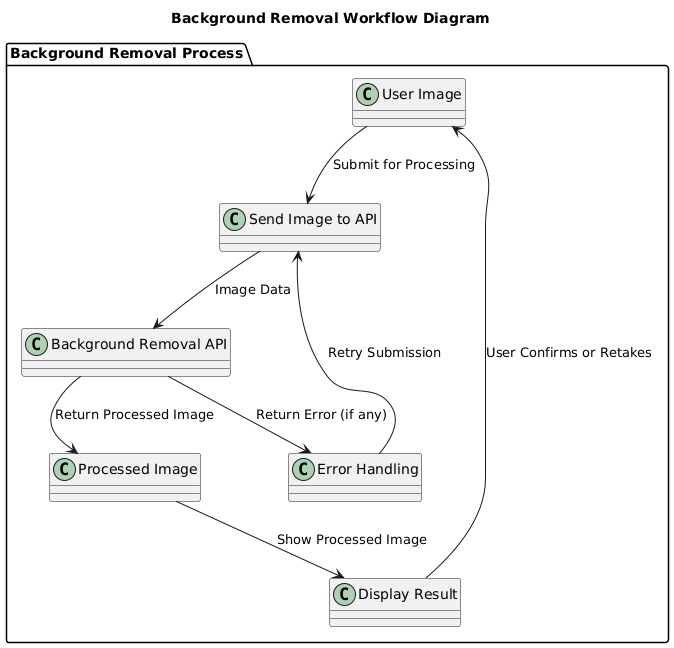 Background Removal Workflow Diagram
Background Removal Process
C User Image
Submit for Processing
C Send Image to API
Image Data
C Background Removal API
Retry Submission
User Confirms or Retakes
Return Processed Image
Return Error (if any)
C Processed Image
C Error Handling
Show Processed Image
C Display Result